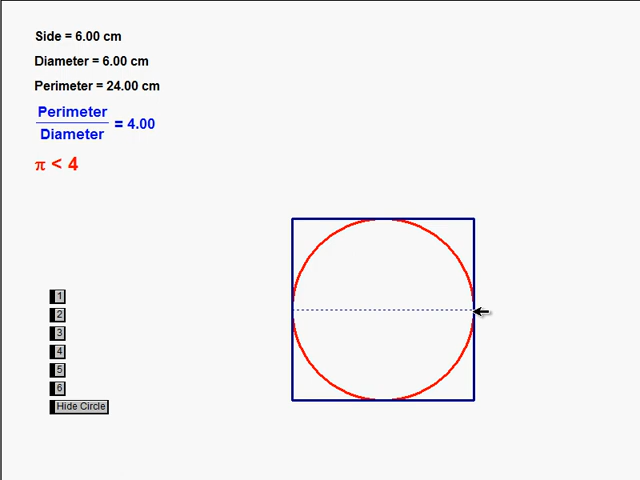 Side = 6.00 cm
Diameter = 6.00 cm
Perimeter = 24.00 cm
Perimeter
Diameter = 4.00
π < 4
1
2
3
4
5
6
Hide Circle